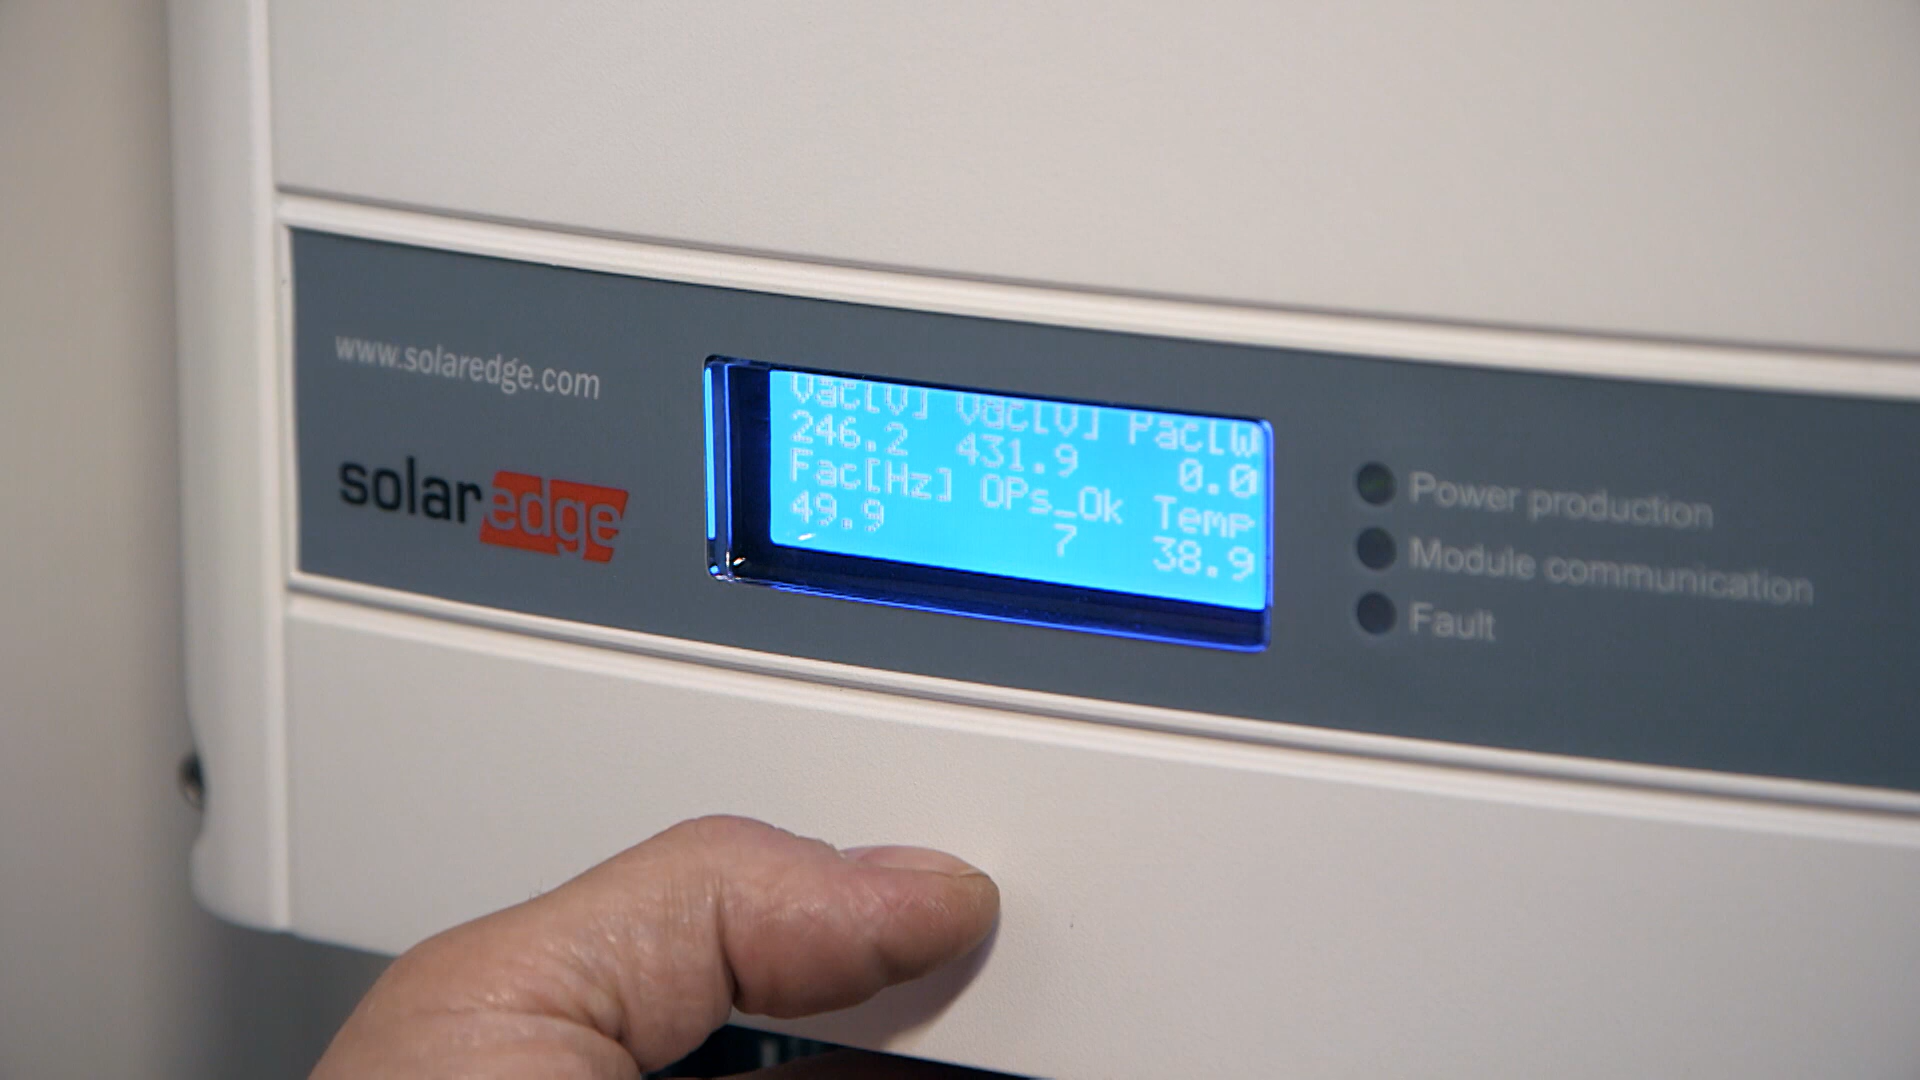 www.solaredge.com
solaredge
Vac[V] Vdc[V] Pac[W
246.2 431.9 0.0
Fac[Hz] OPs_Ok Temp
49.9 7 38.9
Power production
Module communication
Fault